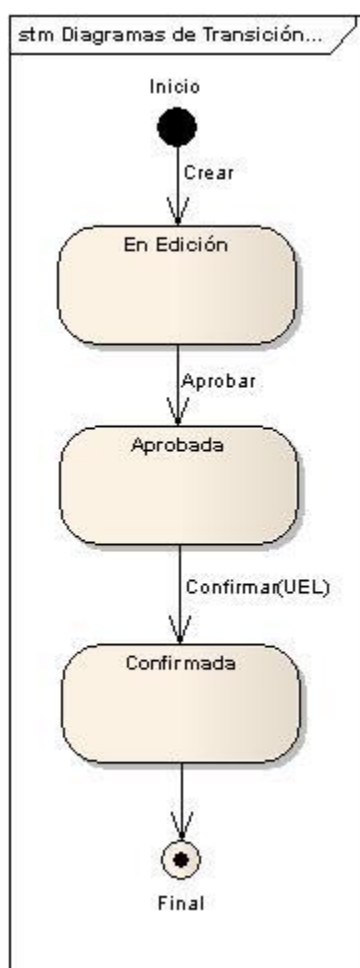 stm Diagramas de Transición...
Inicio
Crear
En Edición
Aprobar
Aprobada
Confirmar(UEL)
Confirmada
Final